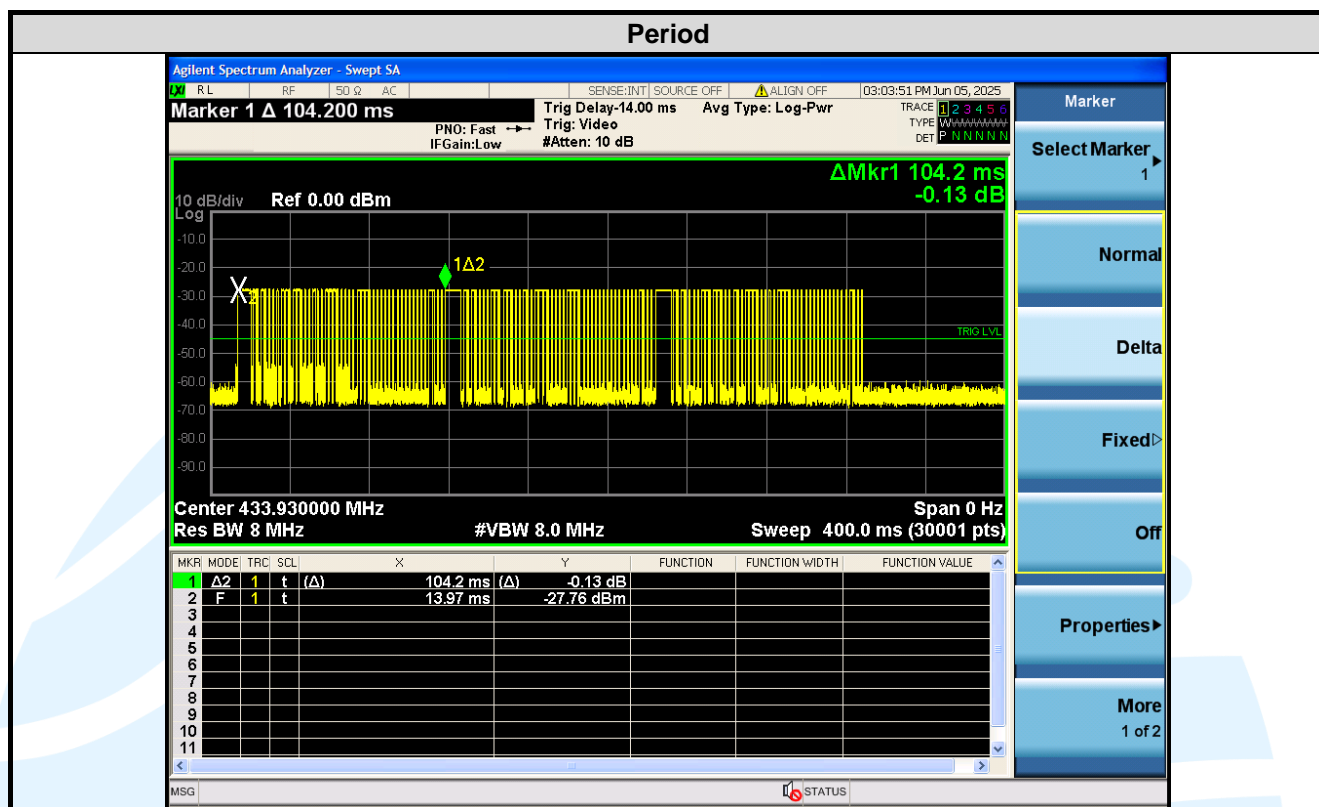 Period
Agilent Spectrum Analyzer - Swept SA
LXI RL RF 50 Ω AC SENSE:INT SOURCE OFF ALIGN OFF 03:03:51 PM Jun 05, 2025
Marker 1 Δ 104.200 ms
Trig Delay-14.00 ms Avg Type: Log-Pwr
TRACE 1 2 3 4 5 6
PNO: Fast Trig: Video
TYPE WWWWWW
IFGain:Low #Atten: 10 dB
DET P N N N N N
ΔMkr1 104.2 ms
-0.13 dB
10 dB/div Ref 0.00 dBm
Log
-10.0
-20.0
1Δ2
-30.0
2
-40.0
TRIG LVL
-50.0
-60.0
-70.0
-80.0
-90.0
Center 433.930000 MHz Span 0 Hz
Res BW 8 MHz #VBW 8.0 MHz Sweep 400.0 ms (30001 pts)
MKR MODE TRC SCL X Y FUNCTION FUNCTION WIDTH FUNCTION VALUE
1 Δ2 1 t (Δ) 104.2 ms (Δ) -0.13 dB
2 F 1 t 13.97 ms -27.76 dBm
3
4
5
6
7
8
9
10
11
MSG STATUS
Marker
Select Marker
1
Normal
Delta
Fixed
Off
Properties
More
1 of 2